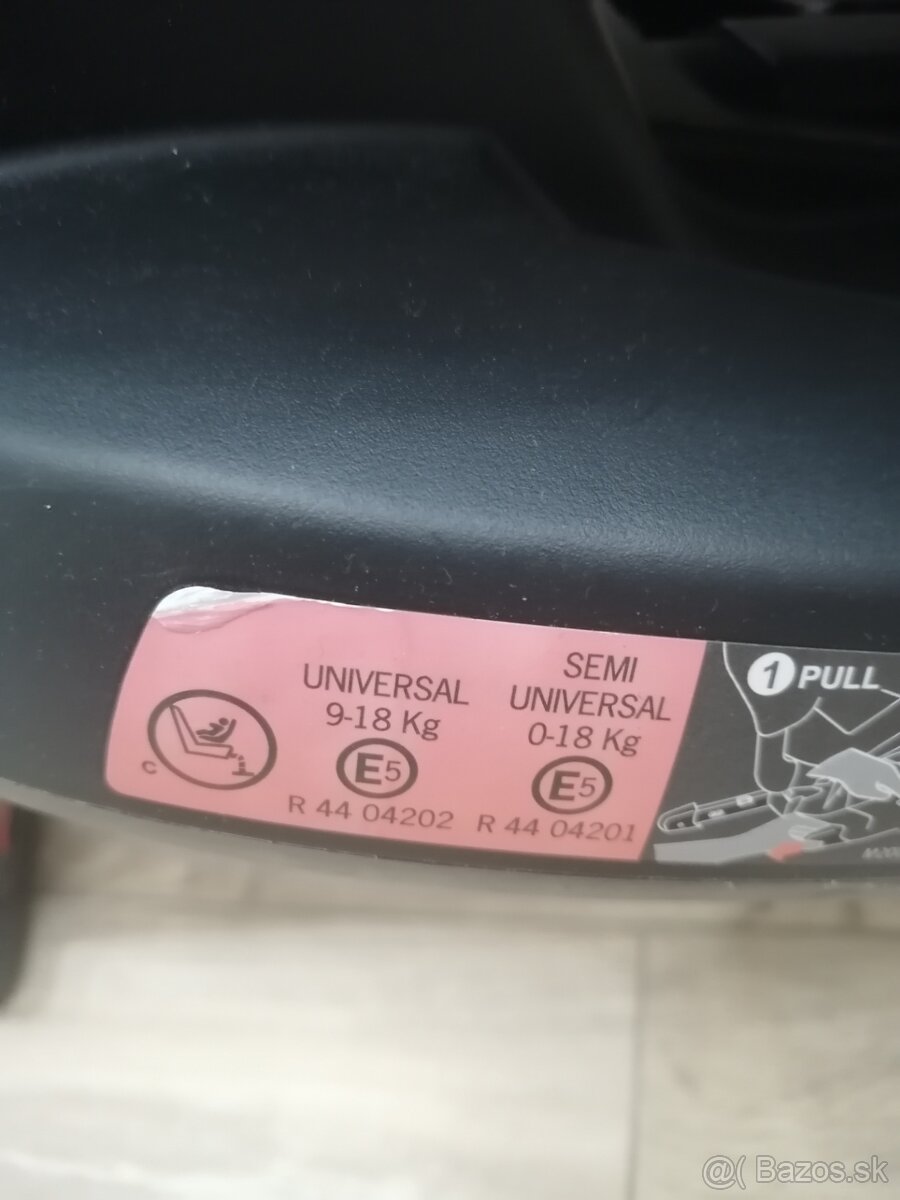 UNIVERSAL
9-18 Kg
E5
R 44 04202
SEMI
UNIVERSAL
0-18 Kg
E5
R 44 04201
C
1 PULL
@( Bazos.sk